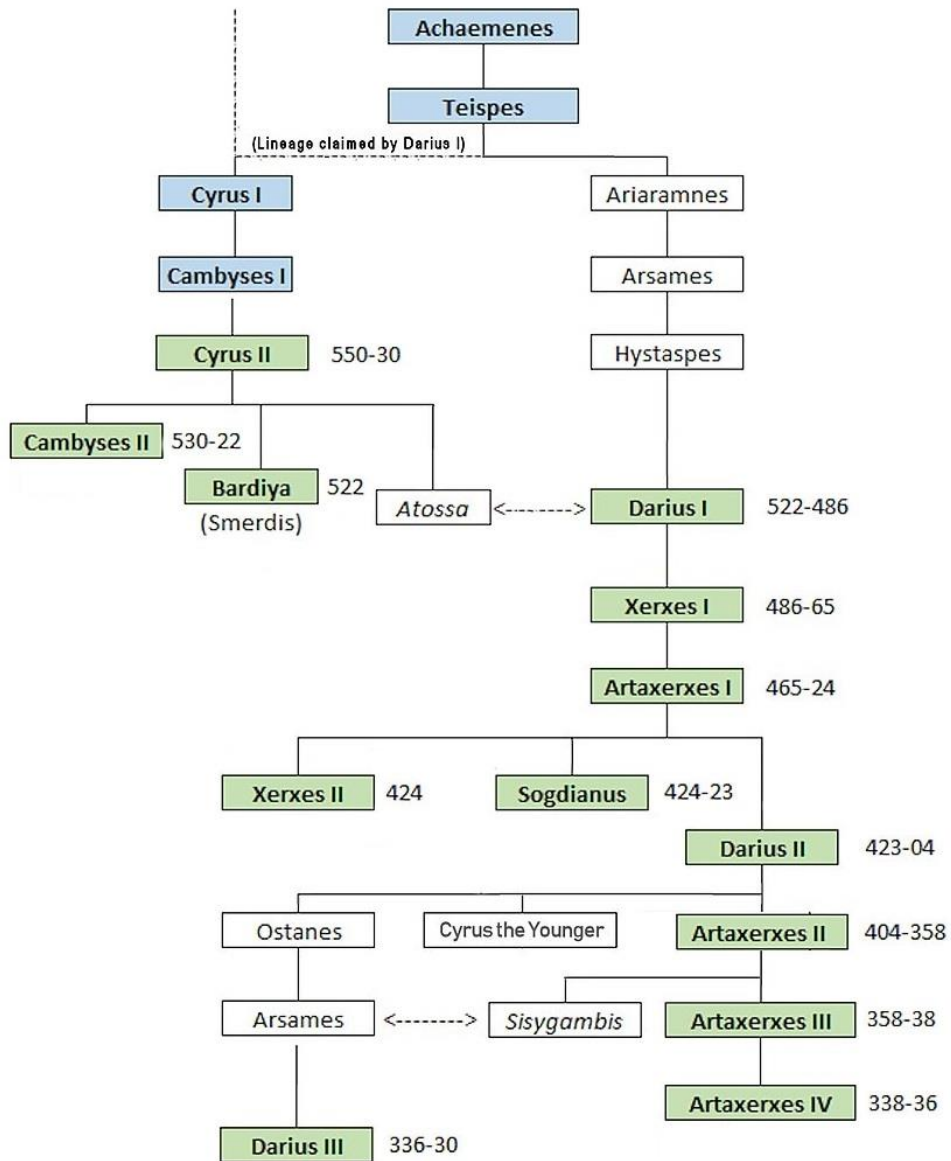 Achaemenes
Teispes
(Lineage claimed by Darius I)
Cyrus I
Ariaramnes
Cambyses I
Arsames
Cyrus II 550-30
Hystaspes
Cambyses II 530-22
Bardiya 522
(Smerdis)
Atossa <-------> Darius I 522-486
Xerxes I 486-65
Artaxerxes I 465-24
Xerxes II 424
Sogdianus 424-23
Darius II 423-04
Ostanes
Cyrus the Younger
Artaxerxes II 404-358
Arsames <-------> Sisygambis
Artaxerxes III 358-38
Artaxerxes IV 338-36
Darius III 336-30